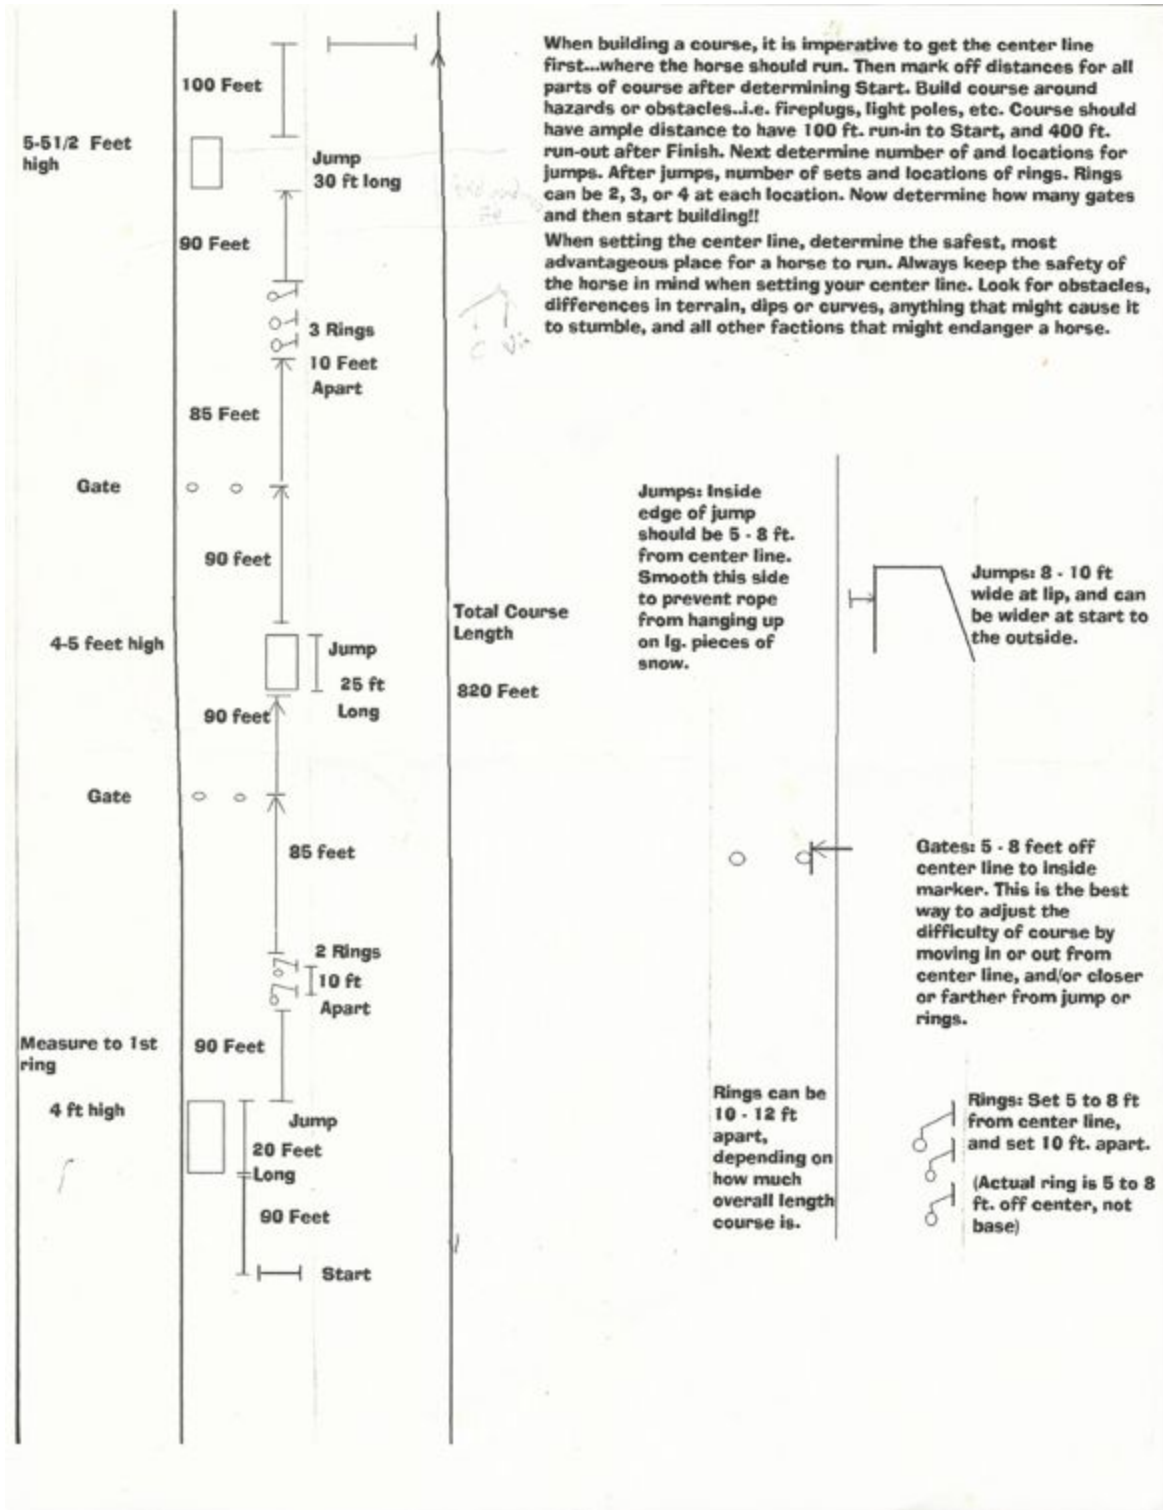 When building a course, it is imperative to get the center line
first...where the horse should run. Then mark off distances for all
parts of course after determining Start. Build course around
hazards or obstacles..i.e. fireplugs, light poles, etc. Course should
have ample distance to have 100 ft. run-in to Start, and 400 ft.
run-out after Finish. Next determine number of and locations for
jumps. After jumps, number of sets and locations of rings. Rings
can be 2, 3, or 4 at each location. Now determine how many gates
and then start building!!
When setting the center line, determine the safest, most
advantageous place for a horse to run. Always keep the safety of
the horse in mind when setting your center line. Look for obstacles,
differences in terrain, dips or curves, anything that might cause it
to stumble, and all other factions that might endanger a horse.
100 Feet
5-51/2 Feet
high
Jump
30 ft long
90 Feet
3 Rings
10 Feet
Apart
85 Feet
Gate
90 feet
4-5 feet high
Jump
25 ft
Long
90 feet
Gate
85 feet
2 Rings
10 ft
Apart
Measure to 1st
ring
90 Feet
4 ft high
Jump
20 Feet
Long
90 Feet
Start
Total Course
Length
820 Feet
Jumps: Inside
edge of jump
should be 5 - 8 ft.
from center line.
Smooth this side
to prevent rope
from hanging up
on lg. pieces of
snow.
Jumps: 8 - 10 ft
wide at lip, and can
be wider at start to
the outside.
Gates: 5 - 8 feet off
center line to inside
marker. This is the best
way to adjust the
difficulty of course by
moving in or out from
center line, and/or closer
or farther from jump or
rings.
Rings can be
10 - 12 ft
apart,
depending on
how much
overall length
course is.
Rings: Set 5 to 8 ft
from center line,
and set 10 ft. apart.
(Actual ring is 5 to 8
ft. off center, not
base)